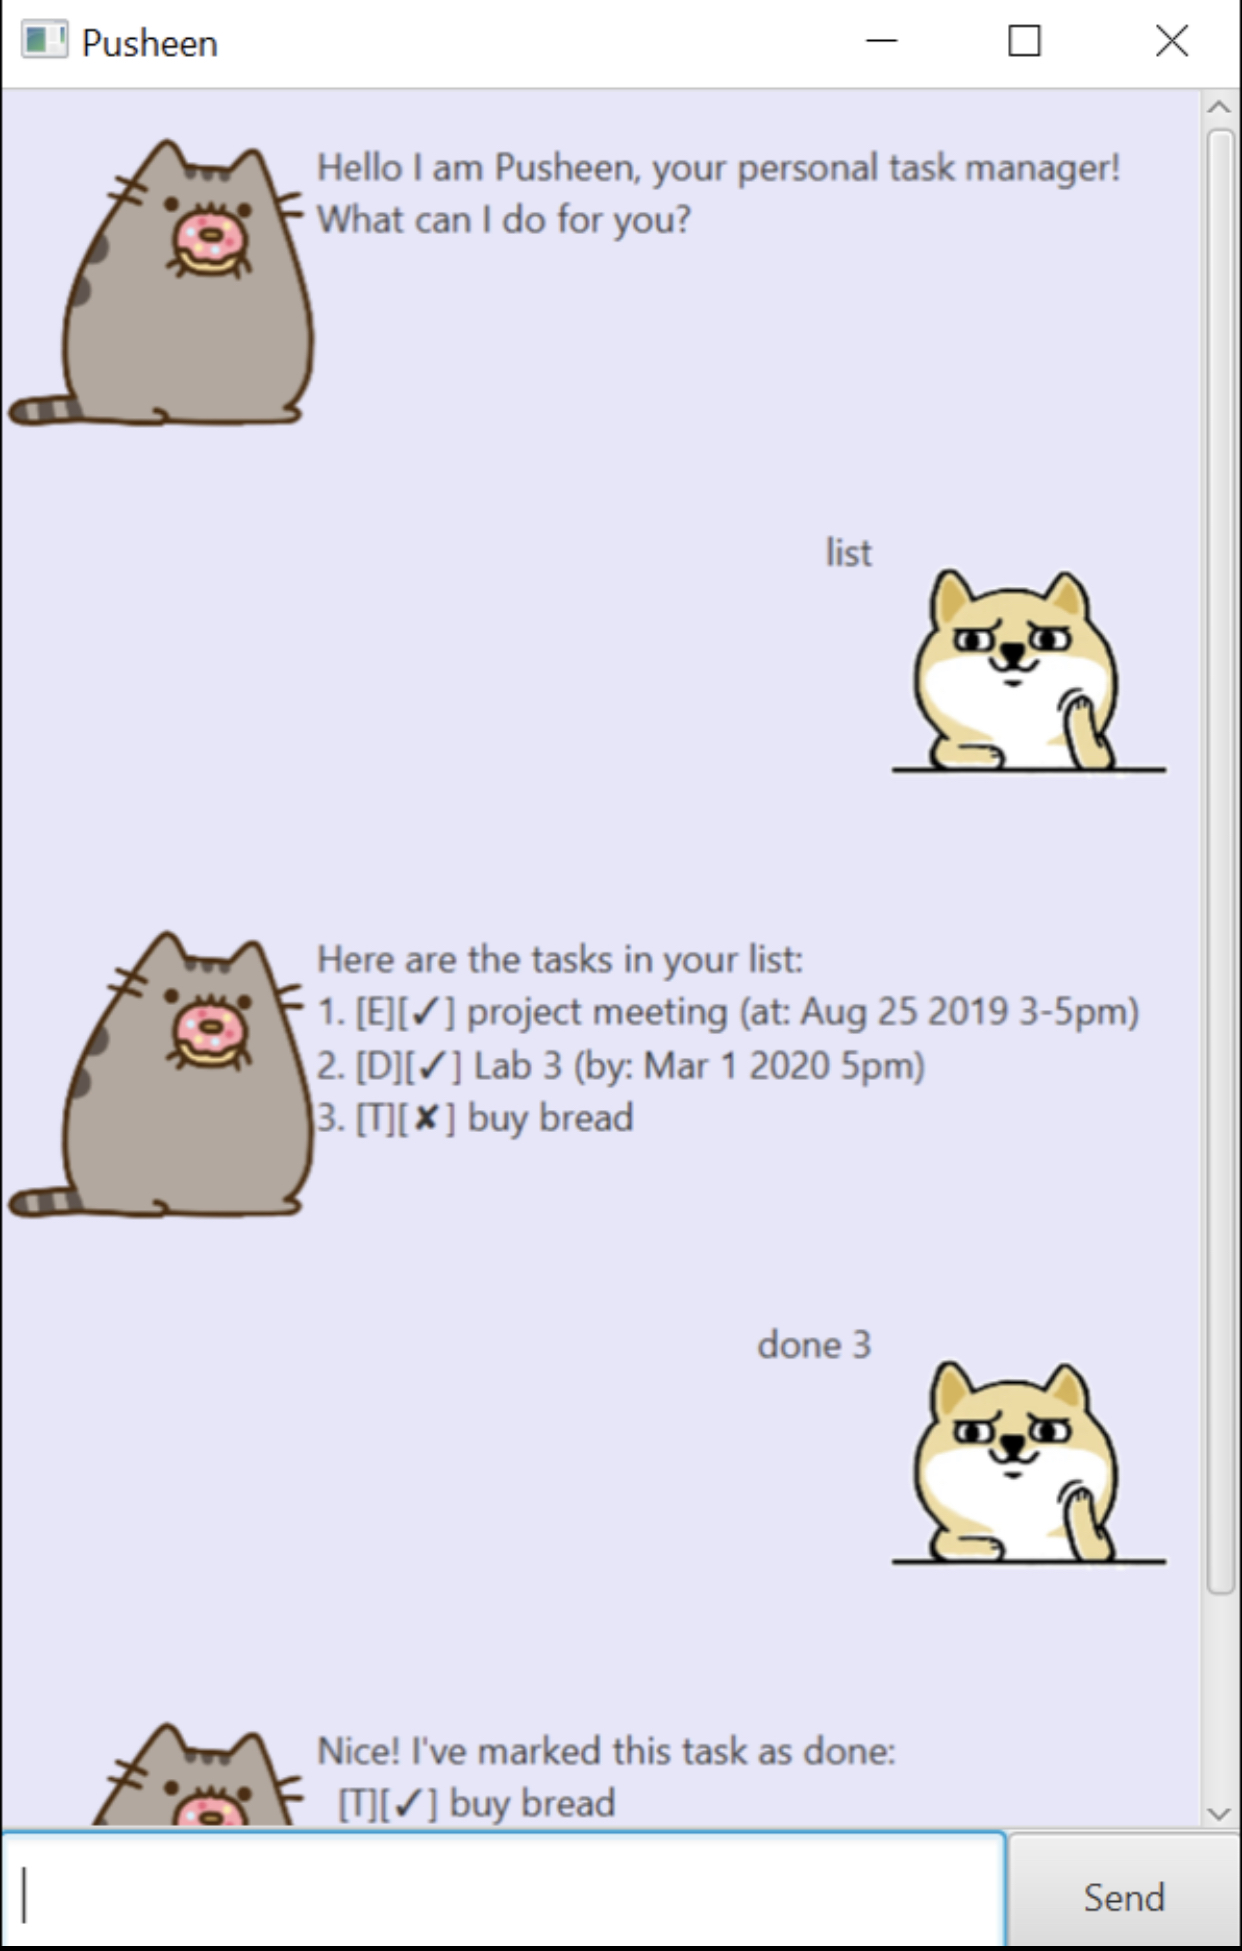 Pusheen
Hello I am Pusheen, your personal task manager!
What can I do for you?
list
Here are the tasks in your list:
1. [E][✓] project meeting (at: Aug 25 2019 3-5pm)
2. [D][✓] Lab 3 (by: Mar 1 2020 5pm)
3. [T][✘] buy bread
done 3
Nice! I've marked this task as done:
[T][✓] buy bread
Send